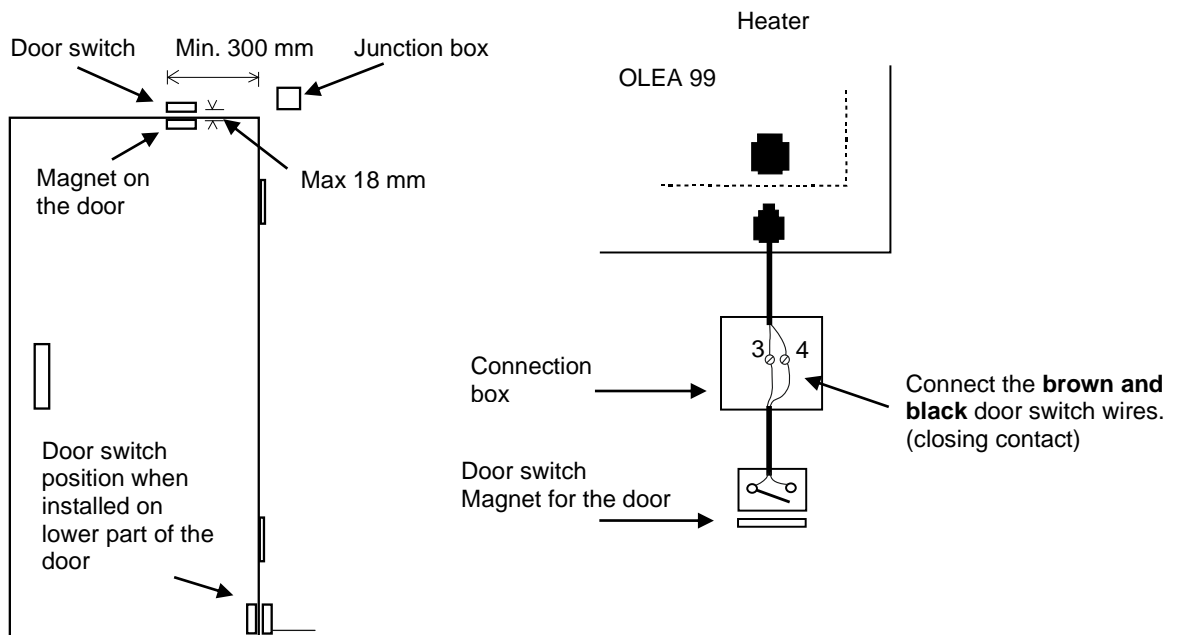 Heater
Door switch
Min. 300 mm
Junction box
OLEA 99
Magnet on
the door
Max 18 mm
3
4
Connection
box
Connect the brown and
black door switch wires.
(closing contact)
Door switch
position when
installed on
lower part of the
door
Door switch
Magnet for the door